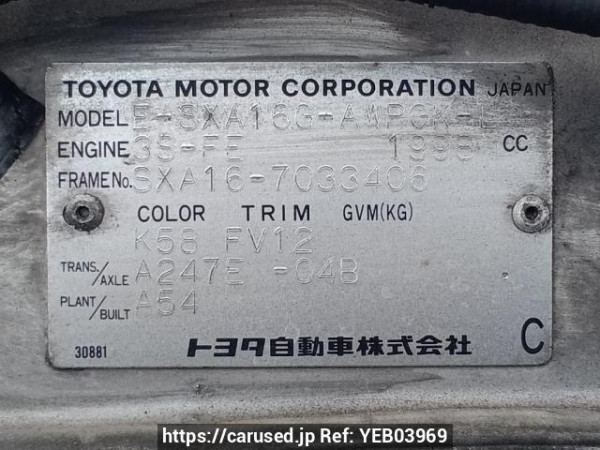 TOYOTA MOTOR CORPORATION JAPAN
MODEL E-SXA16G-AWPGK-L
ENGINE 3S-FE 1998 CC
FRAME No. SXA16-7033406
COLOR TRIM GVM(KG)
K58 FV12
TRANS./AXLE A247E -04B
PLANT/BUILT A54
30881 トヨタ自動車株式会社 C
https://carused.jp Ref: YEB03969